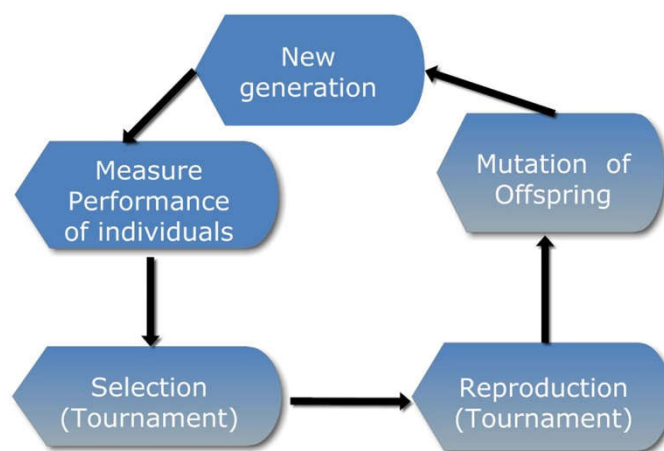 New
generation
Measure
Performance
of individuals
Selection
(Tournament)
Reproduction
(Tournament)
Mutation of
Offspring